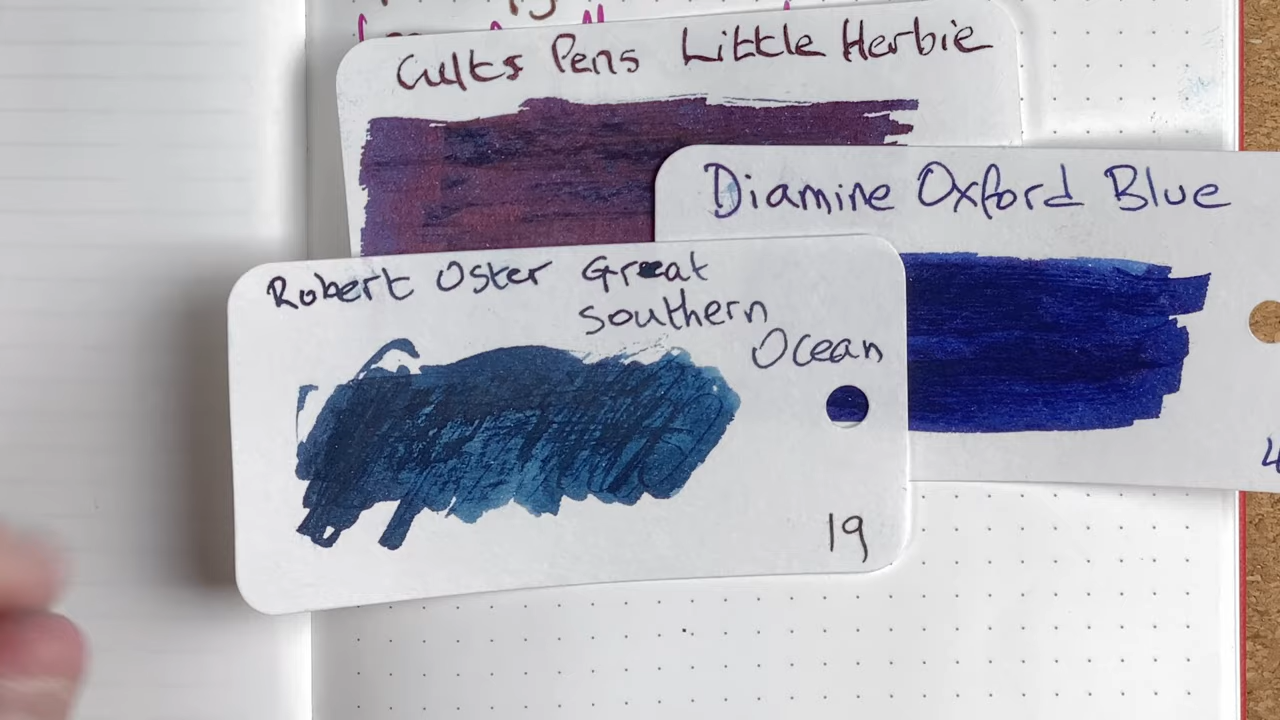 Cults Pens Little Herbie
Diamine Oxford Blue
Robert Oster Great
southern
Ocean
19